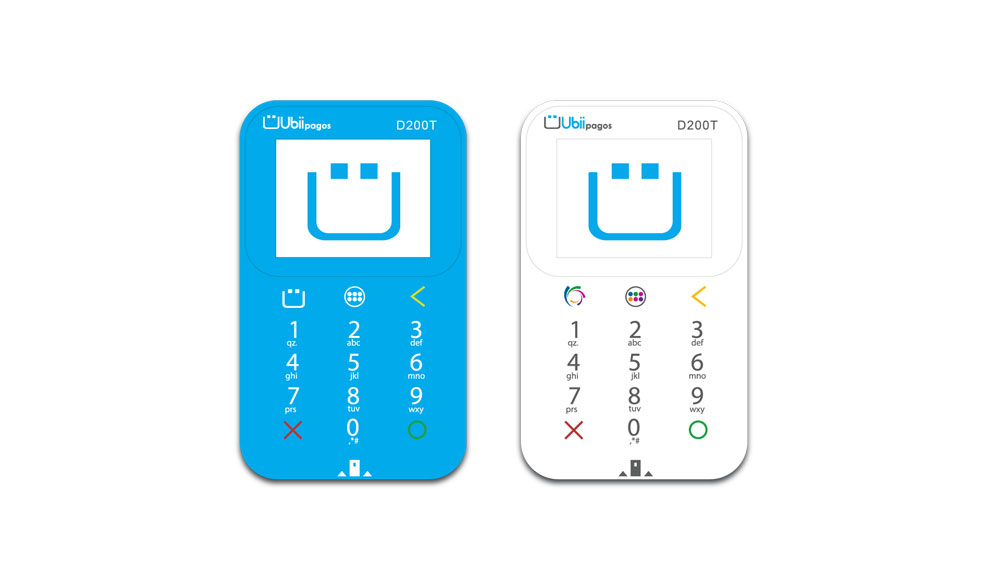 Ubii pagos D200T
1 2 3
qz. abc def
4 5 6
ghi jkl mno
7 8 9
prs tuv wxy
0
,*#
Ubii pagos D200T
1 2 3
qz. abc def
4 5 6
ghi jkl mno
7 8 9
prs tuv wxy
0
,*#